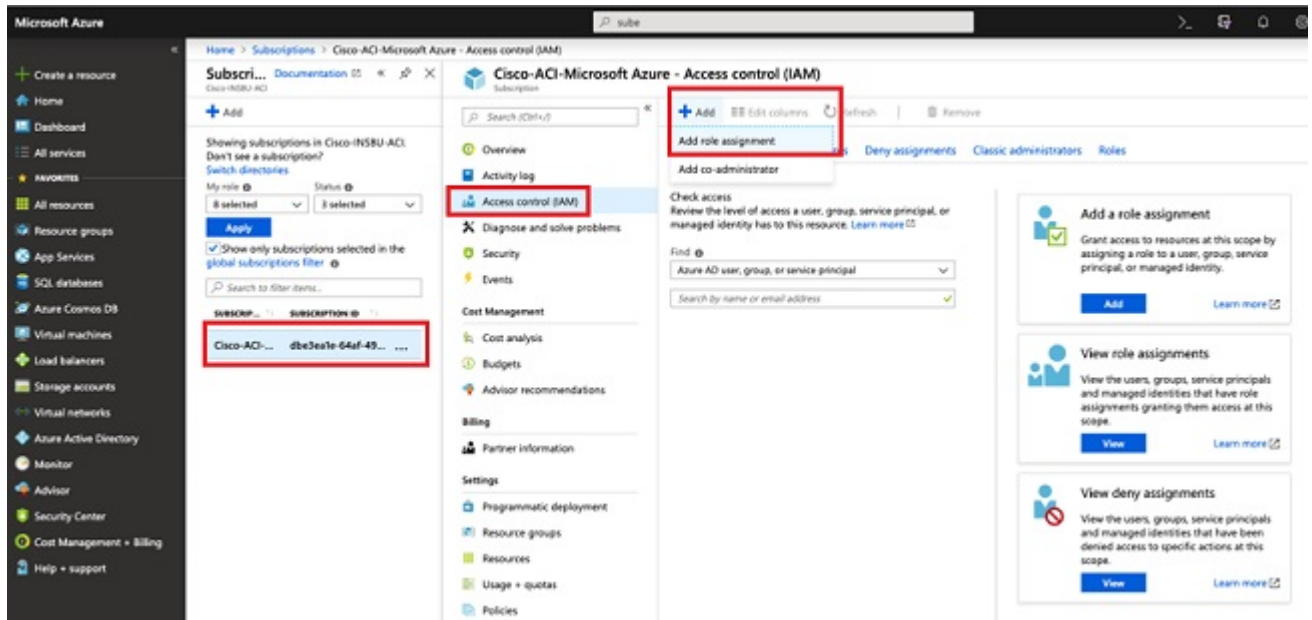 Microsoft Azure
sube
Create a resource
Home
Dashboard
All services
FAVORITES
All resources
Resource groups
App Services
SQL databases
Azure Cosmos DB
Virtual machines
Load balancers
Storage accounts
Virtual networks
Azure Active Directory
Monitor
Advisor
Security Center
Cost Management + Billing
Help + support
Home > Subscriptions > Cisco-ACI-Microsoft Azure - Access control (IAM)
Subscri... Documentation
Cisco-INSBU-ACI
Add
Showing subscriptions in Cisco-INSBU-ACI.
Don't see a subscription?
Switch directories
My role Status
8 selected 3 selected
Apply
Show only subscriptions selected in the
global subscriptions filter
Search to filter items...
SUBSCRIP... SUBSCRIPTION ID
Cisco-ACI-... dbe3ea1e-64af-49... ...
Cisco-ACI-Microsoft Azure - Access control (IAM)
Subscription
Search (Ctrl+/)
Overview
Activity log
Access control (IAM)
Diagnose and solve problems
Security
Events
Cost Management
Cost analysis
Budgets
Advisor recommendations
Billing
Partner information
Settings
Programmatic deployment
Resource groups
Resources
Usage + quotas
Policies
Add Edit columns Refresh Remove
Add role assignment
Add co-administrator
Deny assignments Classic administrators Roles
Check access
Review the level of access a user, group, service principal, or
managed identity has to this resource. Learn more
Find
Azure AD user, group, or service principal
Search by name or email address
Add a role assignment
Grant access to resources at this scope by
assigning a role to a user, group, service
principal, or managed identity.
Add Learn more
View role assignments
View the users, groups, service principals
and managed identities that have role
assignments granting them access at this
scope.
View Learn more
View deny assignments
View the users, groups, service principals
and managed identities that have been
denied access to specific actions at this
scope.
View Learn more